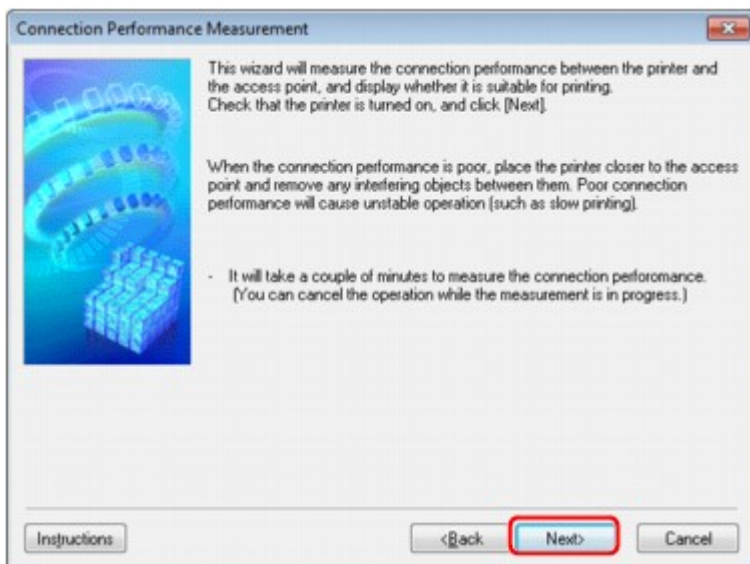 Connection Performance Measurement
This wizard will measure the connection performance between the printer and
the access point, and display whether it is suitable for printing.
Check that the printer is turned on, and click [Next].
When the connection performance is poor, place the printer closer to the access
point and remove any interfering objects between them. Poor connection
performance will cause unstable operation (such as slow printing).
- It will take a couple of minutes to measure the connection perforomance.
(You can cancel the operation while the measurement is in progress.)
Instructions
<Back
Next>
Cancel